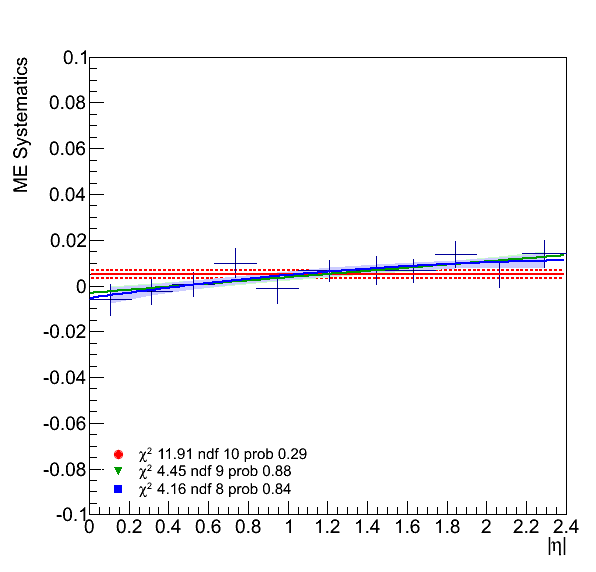 ME Systematics
0.1
0.08
0.06
0.04
0.02
0
-0.02
-0.04
-0.06
-0.08
-0.1
χ² 11.91 ndf 10 prob 0.29
χ² 4.45 ndf 9 prob 0.88
χ² 4.16 ndf 8 prob 0.84
0 0.2 0.4 0.6 0.8 1 1.2 1.4 1.6 1.8 2 2.2 2.4
|η|